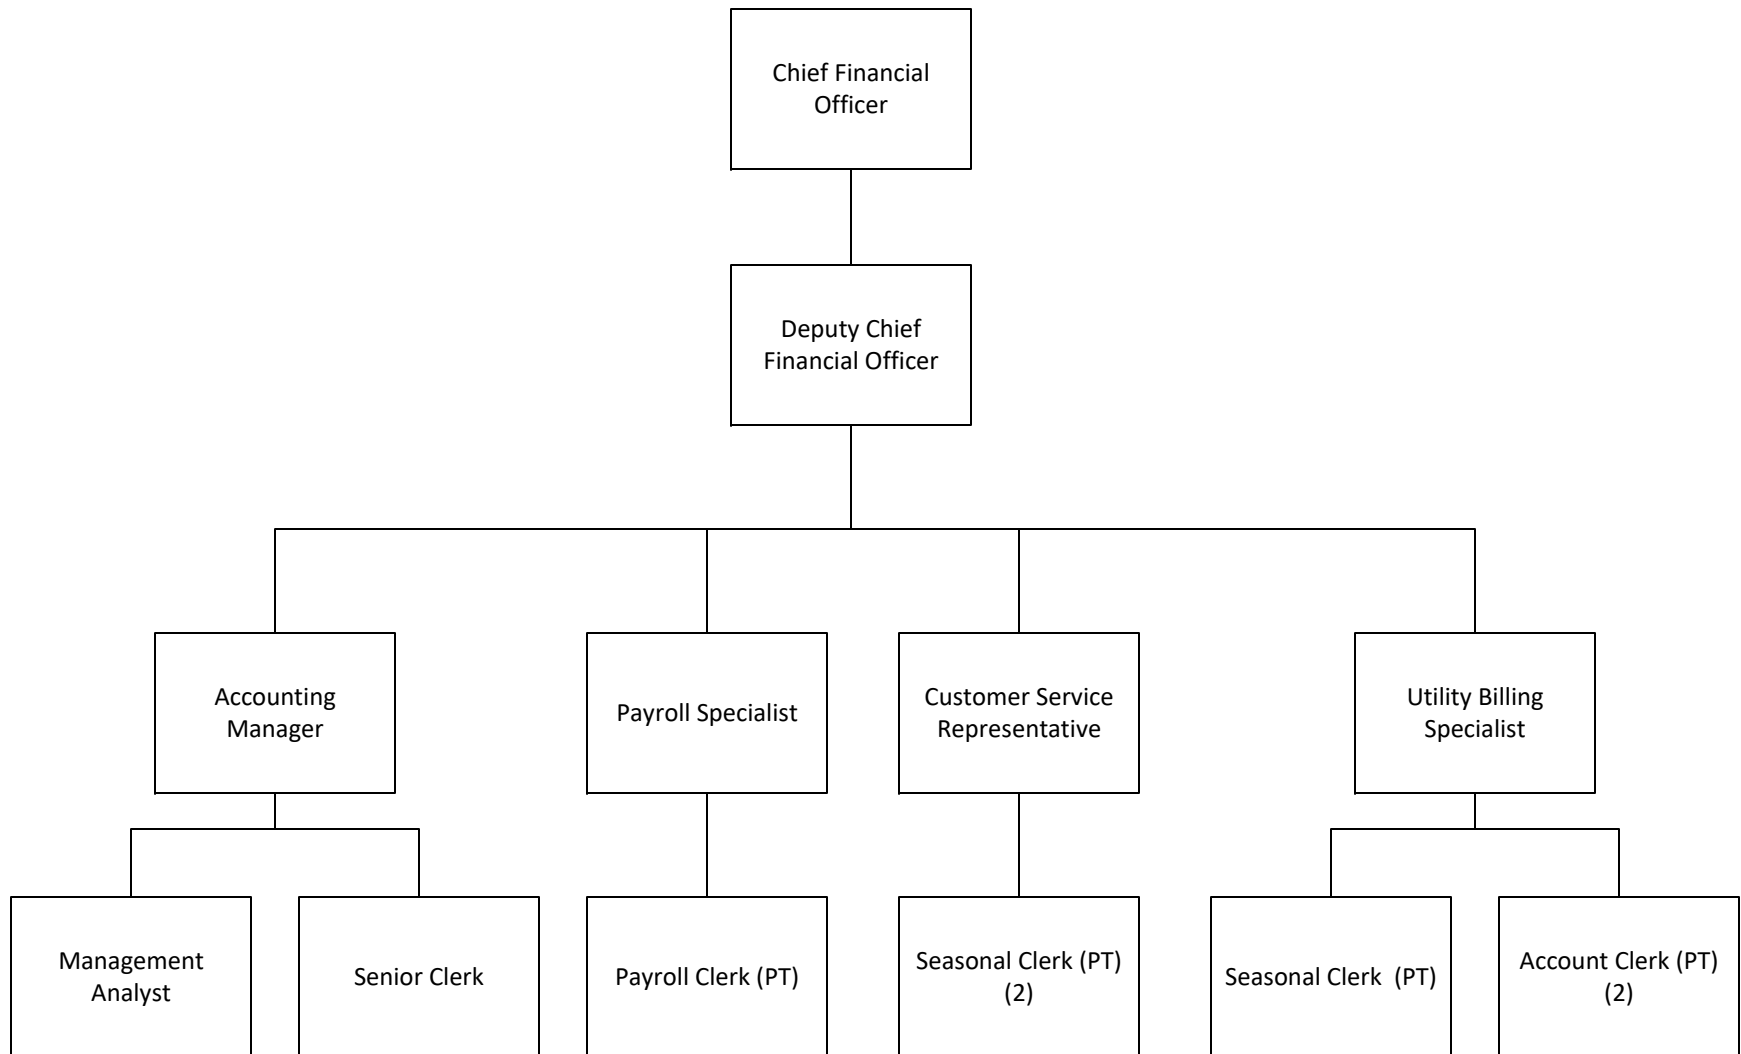 Chief Financial
Officer
Deputy Chief
Financial Officer
Accounting
Manager
Payroll Specialist
Customer Service
Representative
Utility Billing
Specialist
Management
Analyst
Senior Clerk
Payroll Clerk (PT)
Seasonal Clerk (PT)
(2)
Seasonal Clerk  (PT)
Account Clerk (PT)
(2)